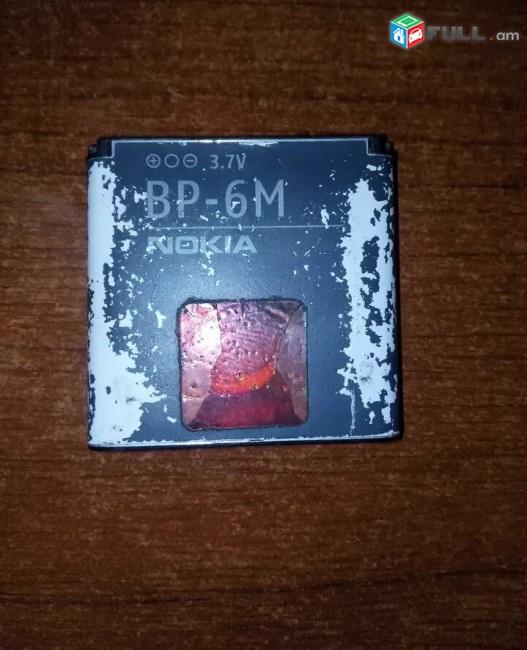 FULL.am
⊕○⊖ 3.7V
BP-6M
NOKIA